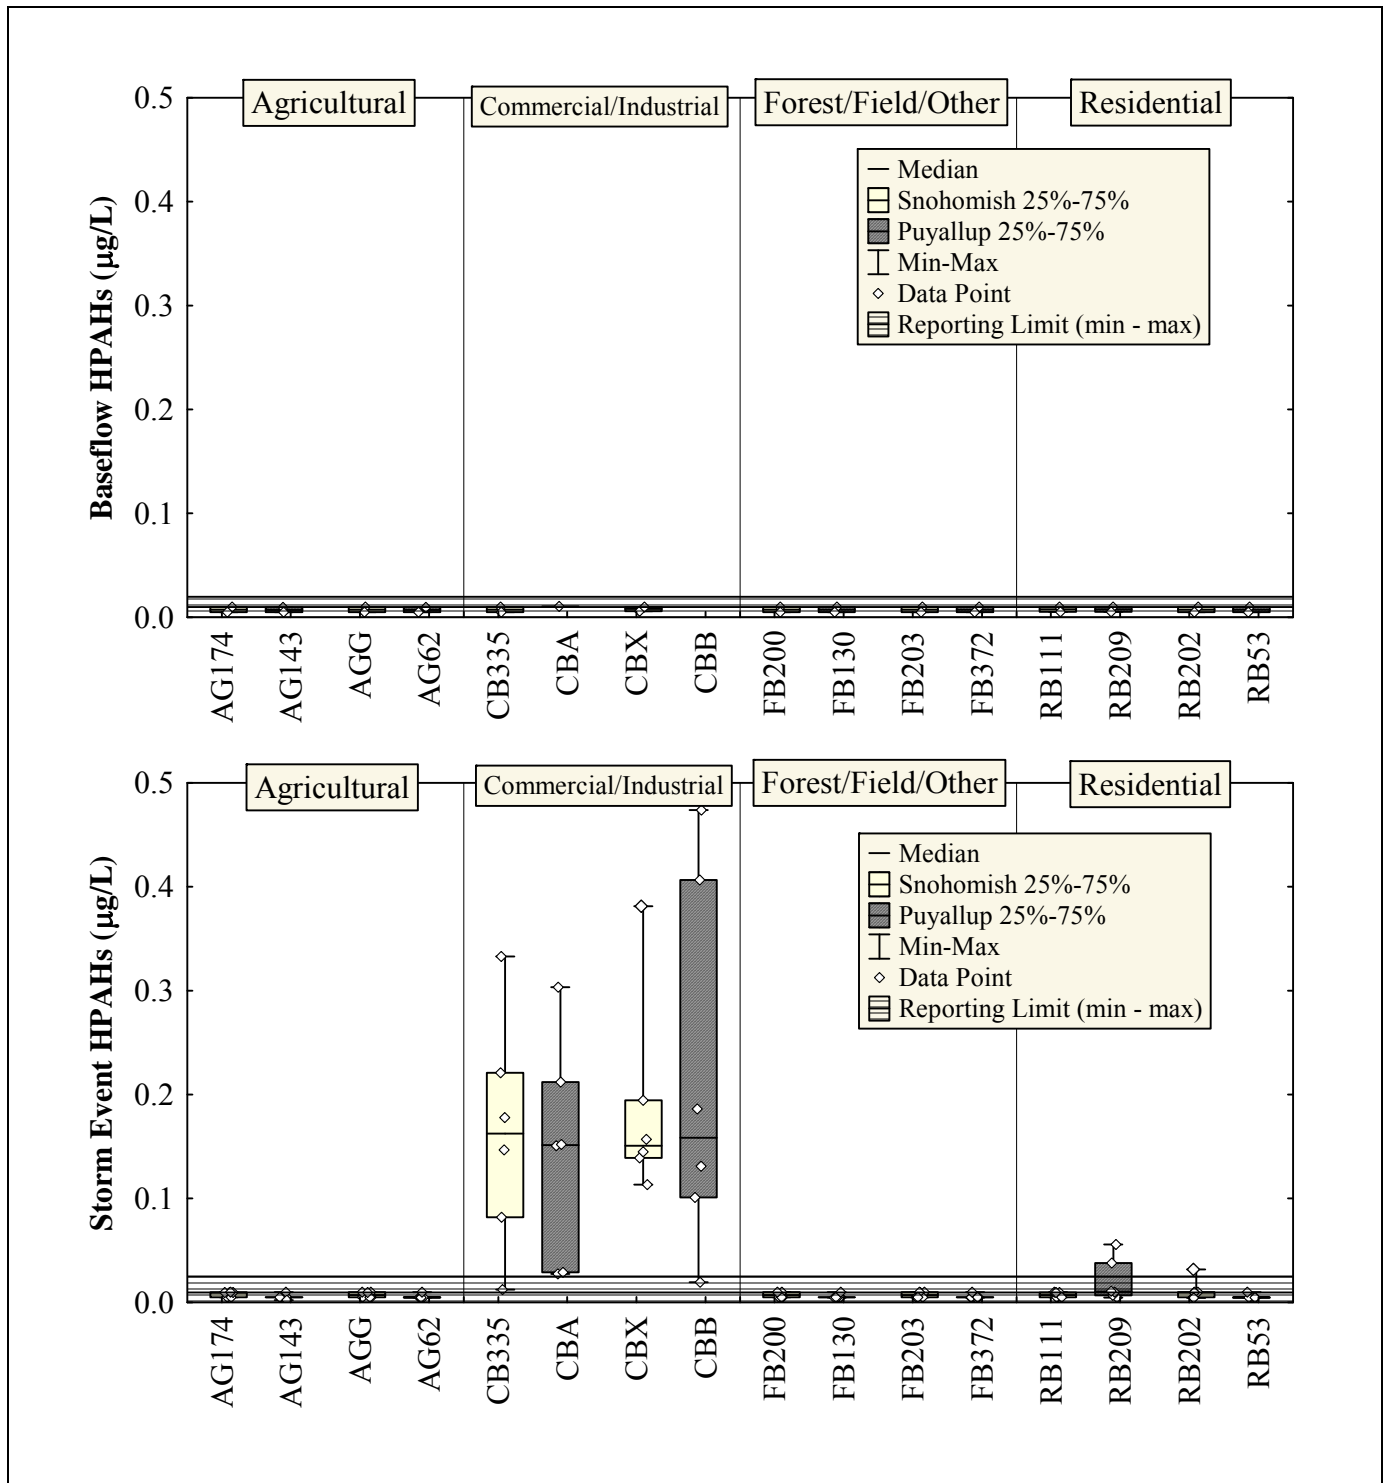 Agricultural Commercial/Industrial Forest/Field/Other Residential
0.5
0.4
0.3
0.2
0.1
0.0
Baseflow HPAHs (µg/L)
Median
Snohomish 25%-75%
Puyallup 25%-75%
Min-Max
Data Point
Reporting Limit (min - max)
AG174 AG143 AGG AG62 CB335 CBA CBX CBB FB200 FB130 FB203 FB372 RB111 RB209 RB202 RB53
Agricultural Commercial/Industrial Forest/Field/Other Residential
0.5
0.4
0.3
0.2
0.1
0.0
Storm Event HPAHs (µg/L)
Median
Snohomish 25%-75%
Puyallup 25%-75%
Min-Max
Data Point
Reporting Limit (min - max)
AG174 AG143 AGG AG62 CB335 CBA CBX CBB FB200 FB130 FB203 FB372 RB111 RB209 RB202 RB53